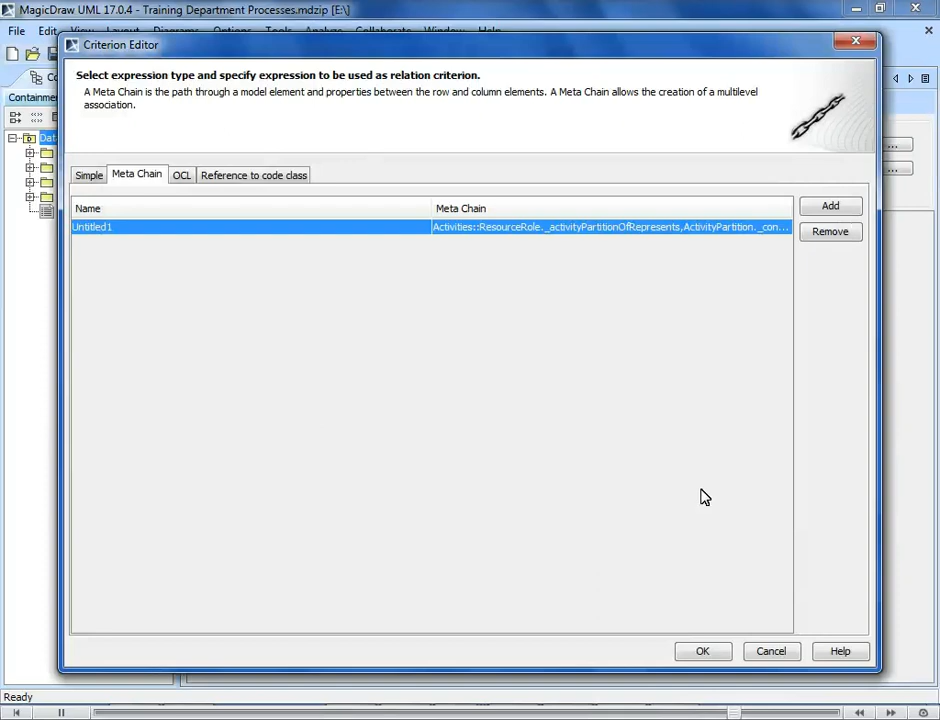 MagicDraw UML 17.0.4 - Training Department Processes.mdzip [E:\]
File
Criterion Editor
Select expression type and specify expression to be used as relation criterion.
A Meta Chain is the path through a model element and properties between the row and column elements. A Meta Chain allows the creation of a multilevel
association.
Containme
Simple Meta Chain OCL Reference to code class
Name Meta Chain Add
Untitled1 Activities::ResourceRole._activityPartitionOfRepresents,ActivityPartition._con... Remove
OK Cancel Help
Ready